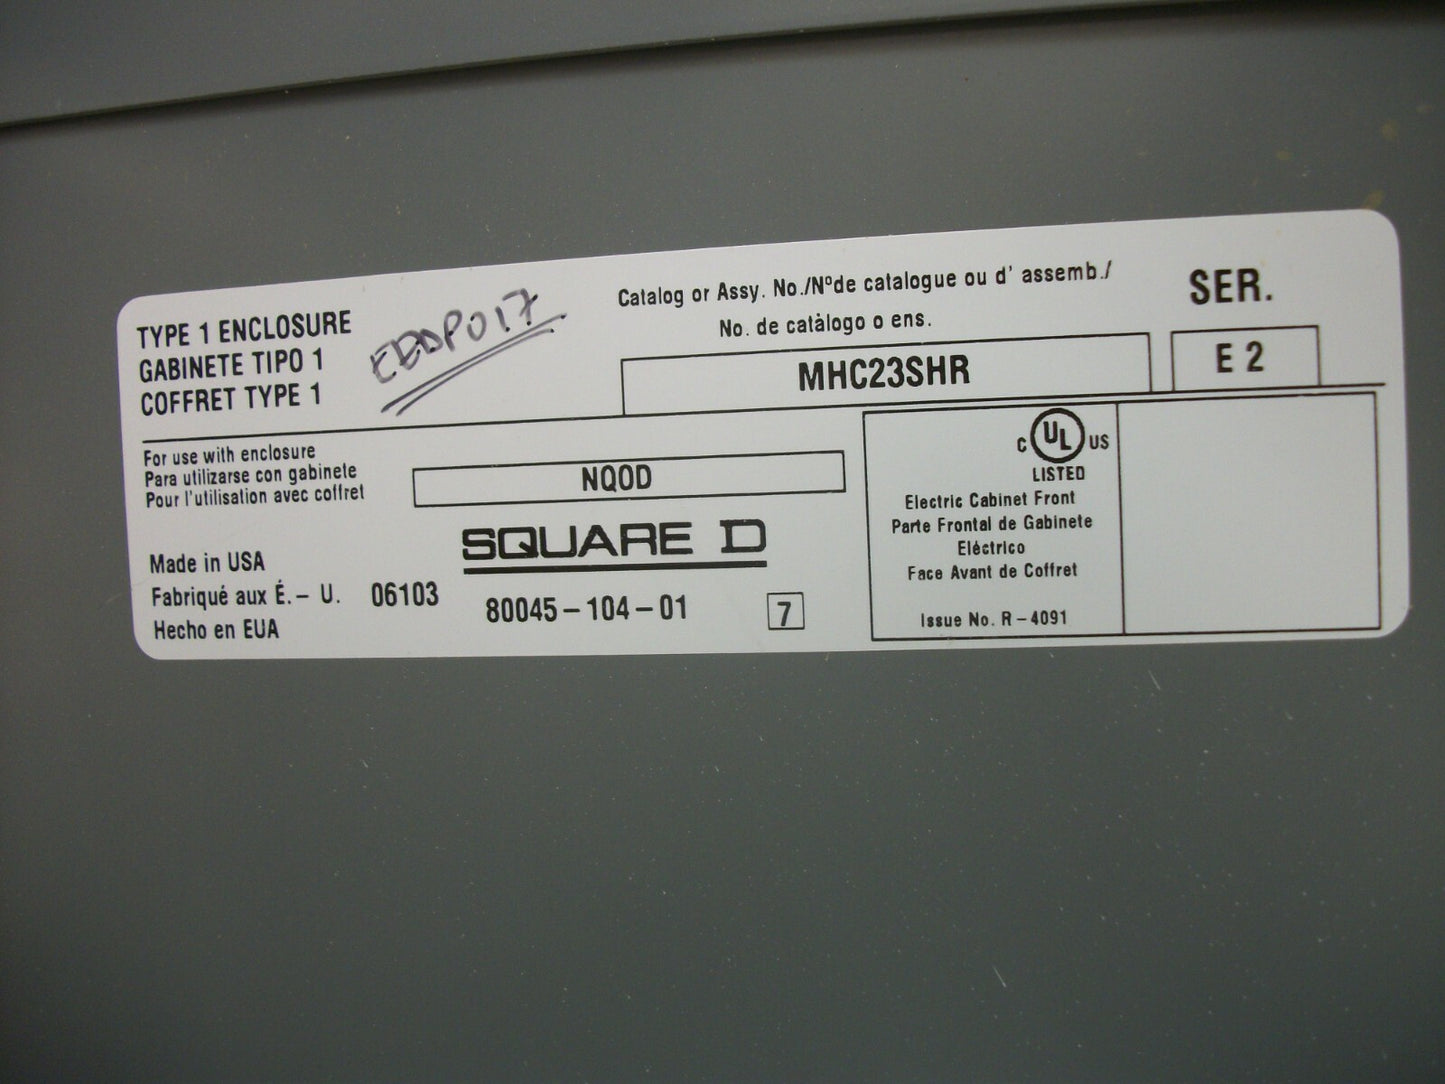 TYPE 1 ENCLOSURE
GABINETE TIPO 1
COFFRET TYPE 1
Catalog or Assy. No./Nºde catalogue ou d' assemb./
No. de catàlogo o ens.
MHC23SHR
SER.
E 2
For use with enclosure
Para utilizarse con gabinete
Pour l'utilisation avec coffret
NQOD
SQUARE D
Made in USA
Fabriqué aux É.– U. 06103
Hecho en EUA
80045–104–01
7
C UL US
LISTED
Electric Cabinet Front
Parte Frontal de Gabinete
Eléctrico
Face Avant de Coffret
Issue No. R–4091